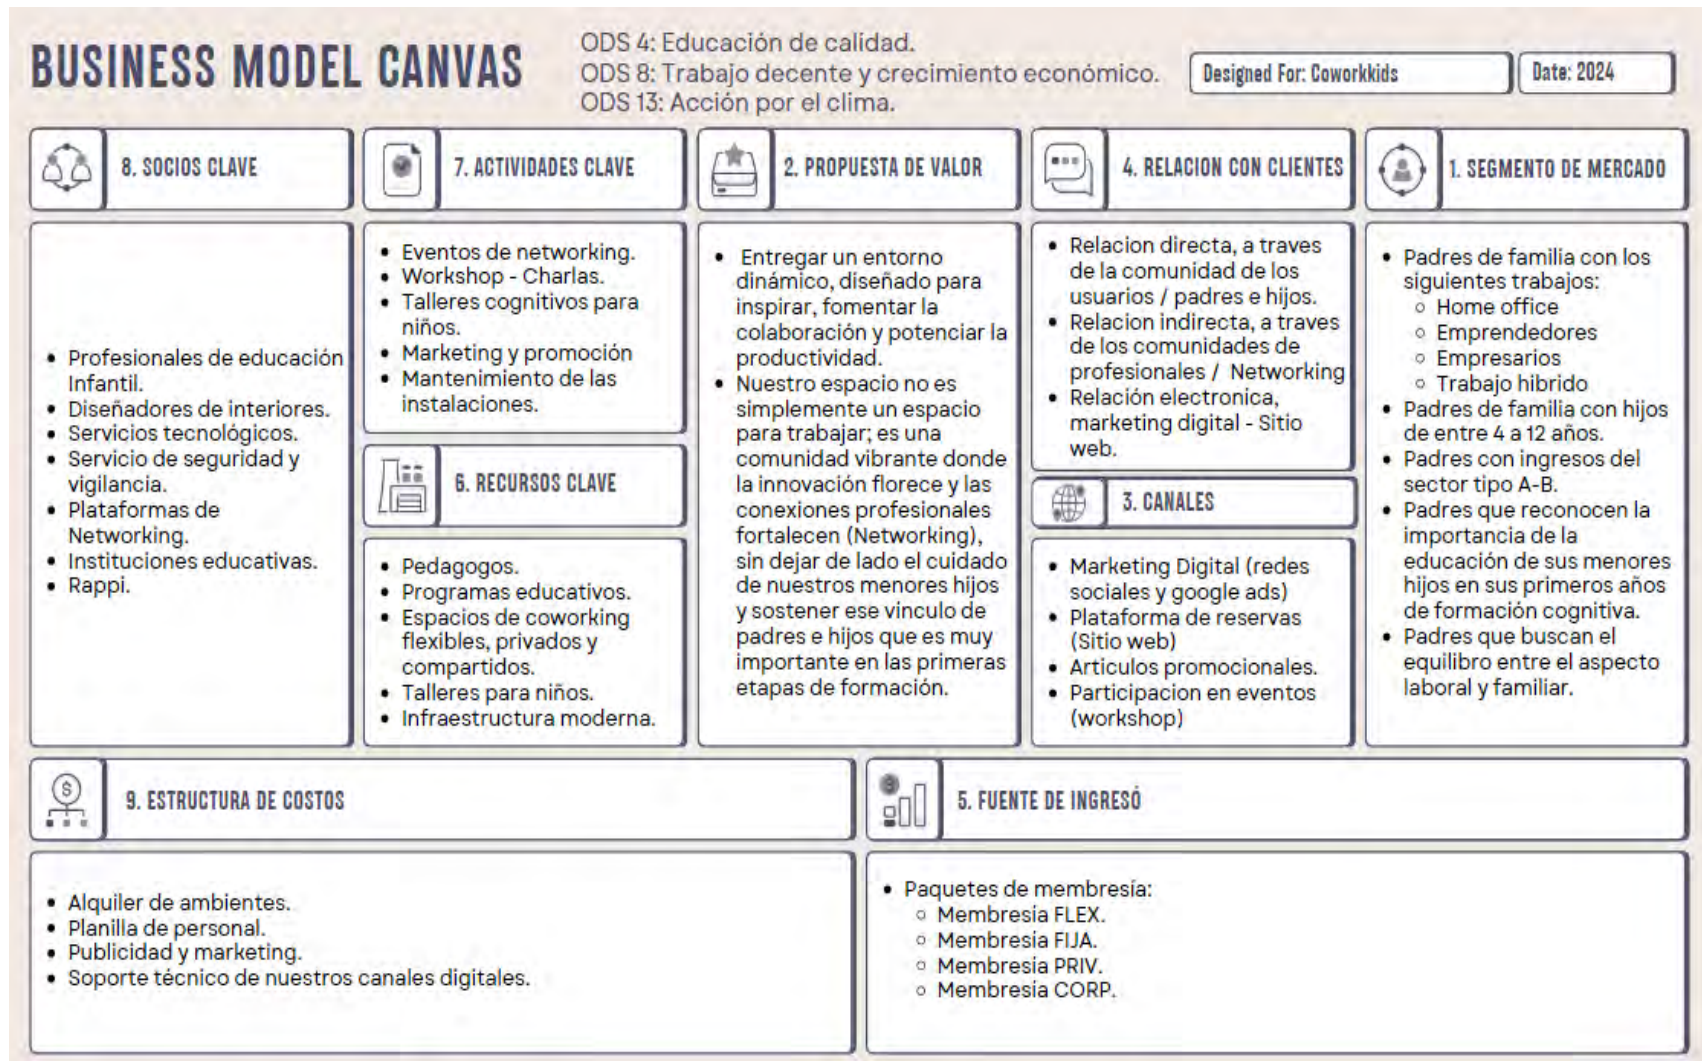 BUSINESS MODEL CANVAS
ODS 4: Educación de calidad.
ODS 8: Trabajo decente y crecimiento económico.
ODS 13: Acción por el clima.
Designed For: Coworkkids
Date: 2024
8. SOCIOS CLAVE
• Profesionales de educación
Infantil.
• Diseñadores de interiores.
• Servicios tecnológicos.
• Servicio de seguridad y
vigilancia.
• Plataformas de
Networking.
• Instituciones educativas.
• Rappi.
7. ACTIVIDADES CLAVE
• Eventos de networking.
• Workshop - Charlas.
• Talleres cognitivos para
niños.
• Marketing y promoción
• Mantenimiento de las
instalaciones.
6. RECURSOS CLAVE
• Pedagogos.
• Programas educativos.
• Espacios de coworking
flexibles, privados y
compartidos.
• Talleres para niños.
• Infraestructura moderna.
2. PROPUESTA DE VALOR
• Entregar un entorno
dinámico, diseñado para
inspirar, fomentar la
colaboración y potenciar la
productividad.
• Nuestro espacio no es
simplemente un espacio
para trabajar; es una
comunidad vibrante donde
la innovación florece y las
conexiones profesionales
fortalecen (Networking),
sin dejar de lado el cuidado
de nuestros menores hijos
y sostener ese vinculo de
padres e hijos que es muy
importante en las primeras
etapas de formación.
4. RELACION CON CLIENTES
• Relacion directa, a traves
de la comunidad de los
usuarios / padres e hijos.
• Relacion indirecta, a traves
de los comunidades de
profesionales / Networking
• Relación electronica,
marketing digital - Sitio
web.
3. CANALES
• Marketing Digital (redes
sociales y google ads)
• Plataforma de reservas
(Sitio web)
• Articulos promocionales.
• Participacion en eventos
(workshop)
1. SEGMENTO DE MERCADO
• Padres de familia con los
siguientes trabajos:
◦ Home office
◦ Emprendedores
◦ Empresarios
◦ Trabajo hibrido
• Padres de familia con hijos
de entre 4 a 12 años.
• Padres con ingresos del
sector tipo A-B.
• Padres que reconocen la
importancia de la
educación de sus menores
hijos en sus primeros años
de formación cognitiva.
• Padres que buscan el
equilibro entre el aspecto
laboral y familiar.
9. ESTRUCTURA DE COSTOS
• Alquiler de ambientes.
• Planilla de personal.
• Publicidad y marketing.
• Soporte técnico de nuestros canales digitales.
5. FUENTE DE INGRESÓ
• Paquetes de membresía:
◦ Membresía FLEX.
◦ Membresía FIJA.
◦ Membresía PRIV.
◦ Membresía CORP.